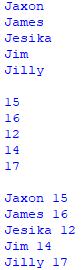 Jaxon
James
Jesika
Jim
Jilly
15
16
12
14
17
Jaxon 15
James 16
Jesika 12
Jim 14
Jilly 17